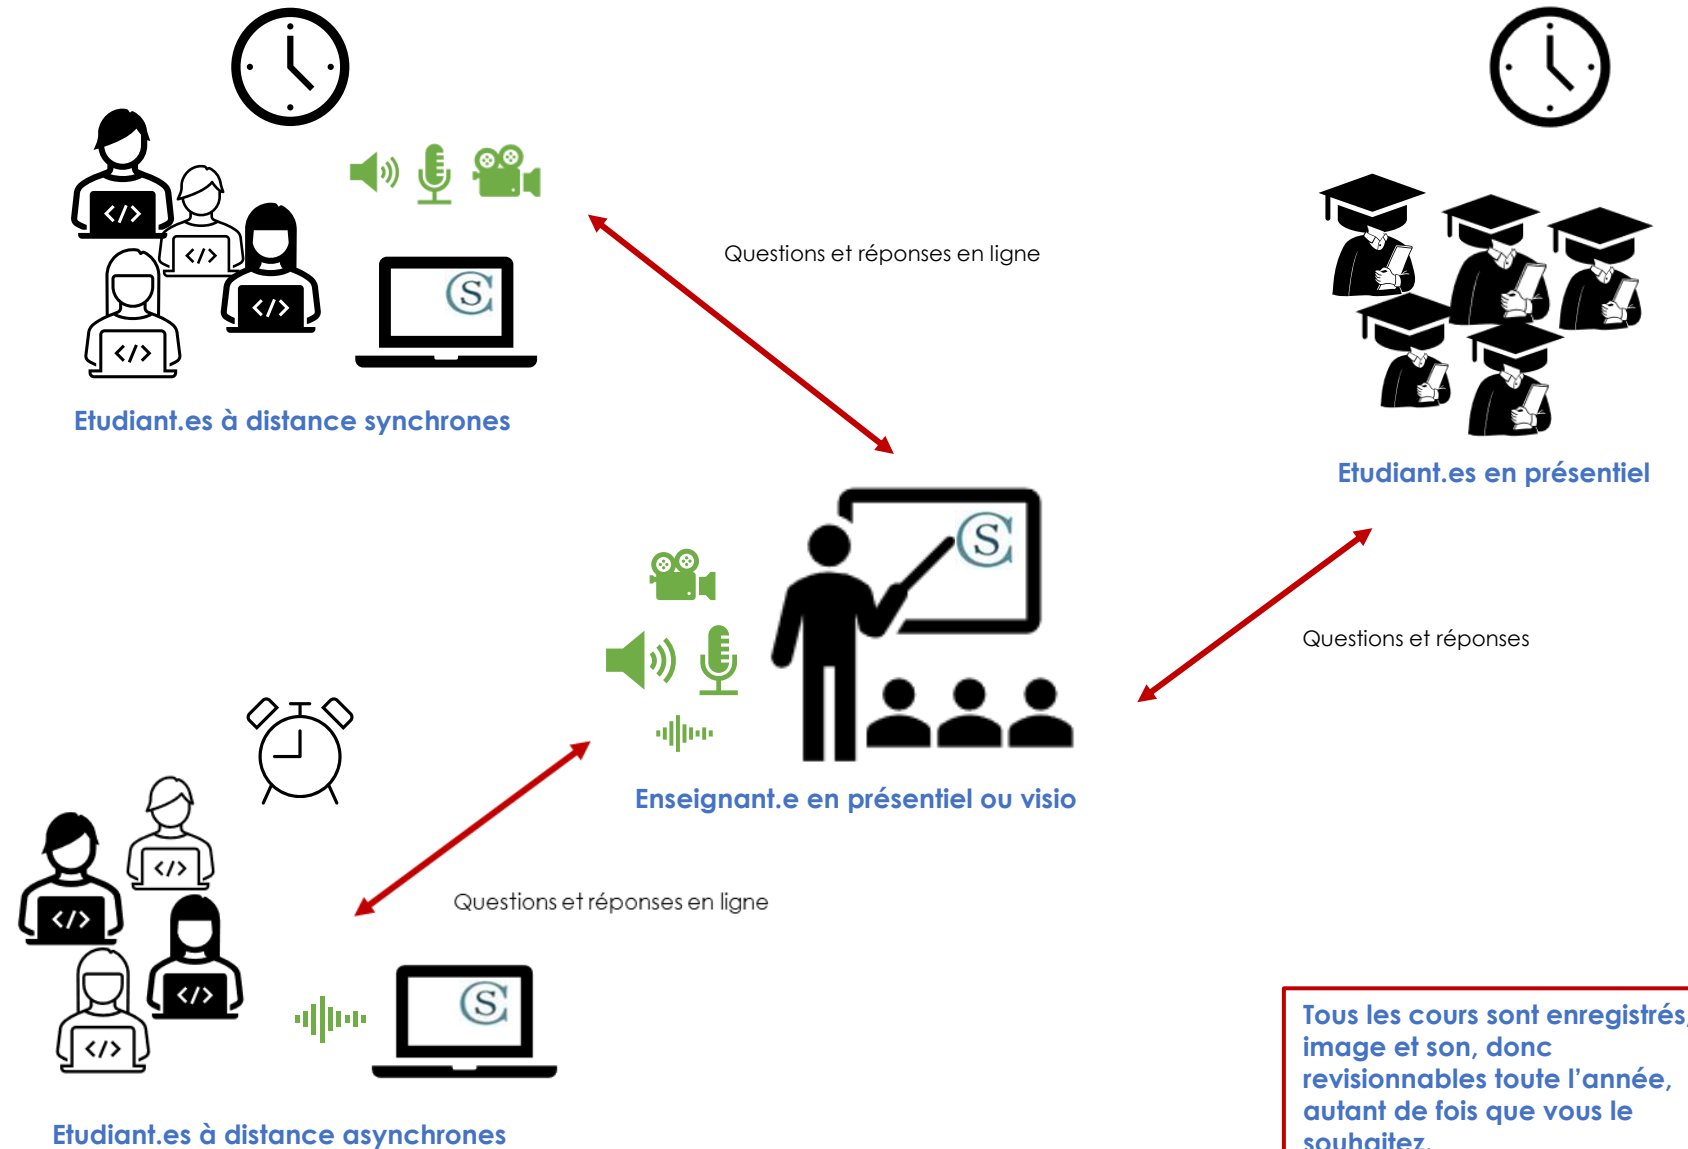 </>
</>
</>
</>
S
C
Questions et réponses en ligne
Etudiant.es à distance synchrones
Etudiant.es en présentiel
S
C
Questions et réponses
Enseignant.e en présentiel ou visio
</>
</>
</>
</>
Questions et réponses en ligne
S
C
Etudiant.es à distance asynchrones
Tous les cours sont enregistrés,
image et son, donc
revisionnables toute l’année,
autant de fois que vous le
souhaitez.